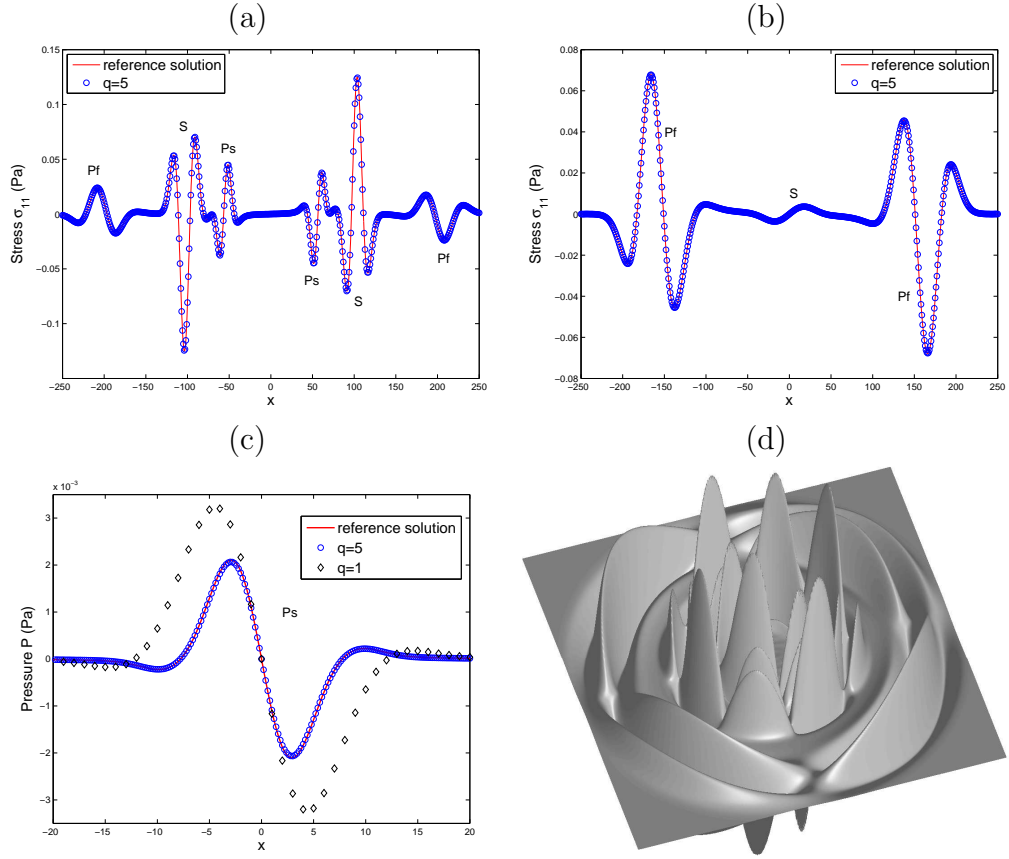 (a)
0.15
0.1
0.05
0
−0.05
−0.1
Stress σ11 (Pa)
reference solution
q=5
Pf
S
Ps
Ps
S
Pf
−250 −200 −150 −100 −50 0 50 100 150 200 250
x
(b)
0.08
0.06
0.04
0.02
0
−0.02
−0.04
−0.06
−0.08
Stress σ11 (Pa)
reference solution
q=5
Pf
S
Pf
−250 −200 −150 −100 −50 0 50 100 150 200 250
x
(c)
x 10−3
3
2
1
0
−1
−2
−3
Pressure P (Pa)
reference solution
q=5
q=1
Ps
−20 −15 −10 −5 0 5 10 15 20
x
(d)